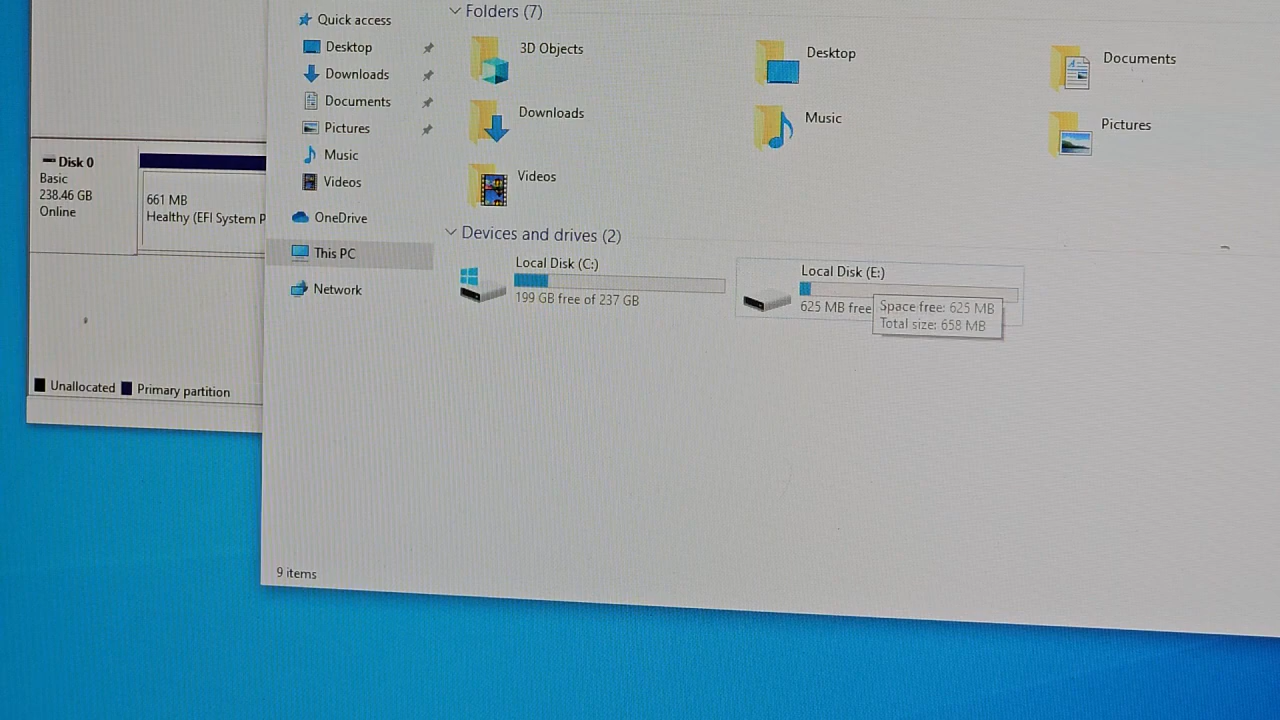 Disk 0
Basic
238.46 GB
Online
661 MB
Healthy (EFI System P
Unallocated Primary partition
Quick access
Desktop
Downloads
Documents
Pictures
Music
Videos
OneDrive
This PC
Network
Folders (7)
3D Objects
Desktop
Documents
Downloads
Music
Pictures
Videos
Devices and drives (2)
Local Disk (C:)
199 GB free of 237 GB
Local Disk (E:)
625 MB free
Space free: 625 MB
Total size: 658 MB
9 items